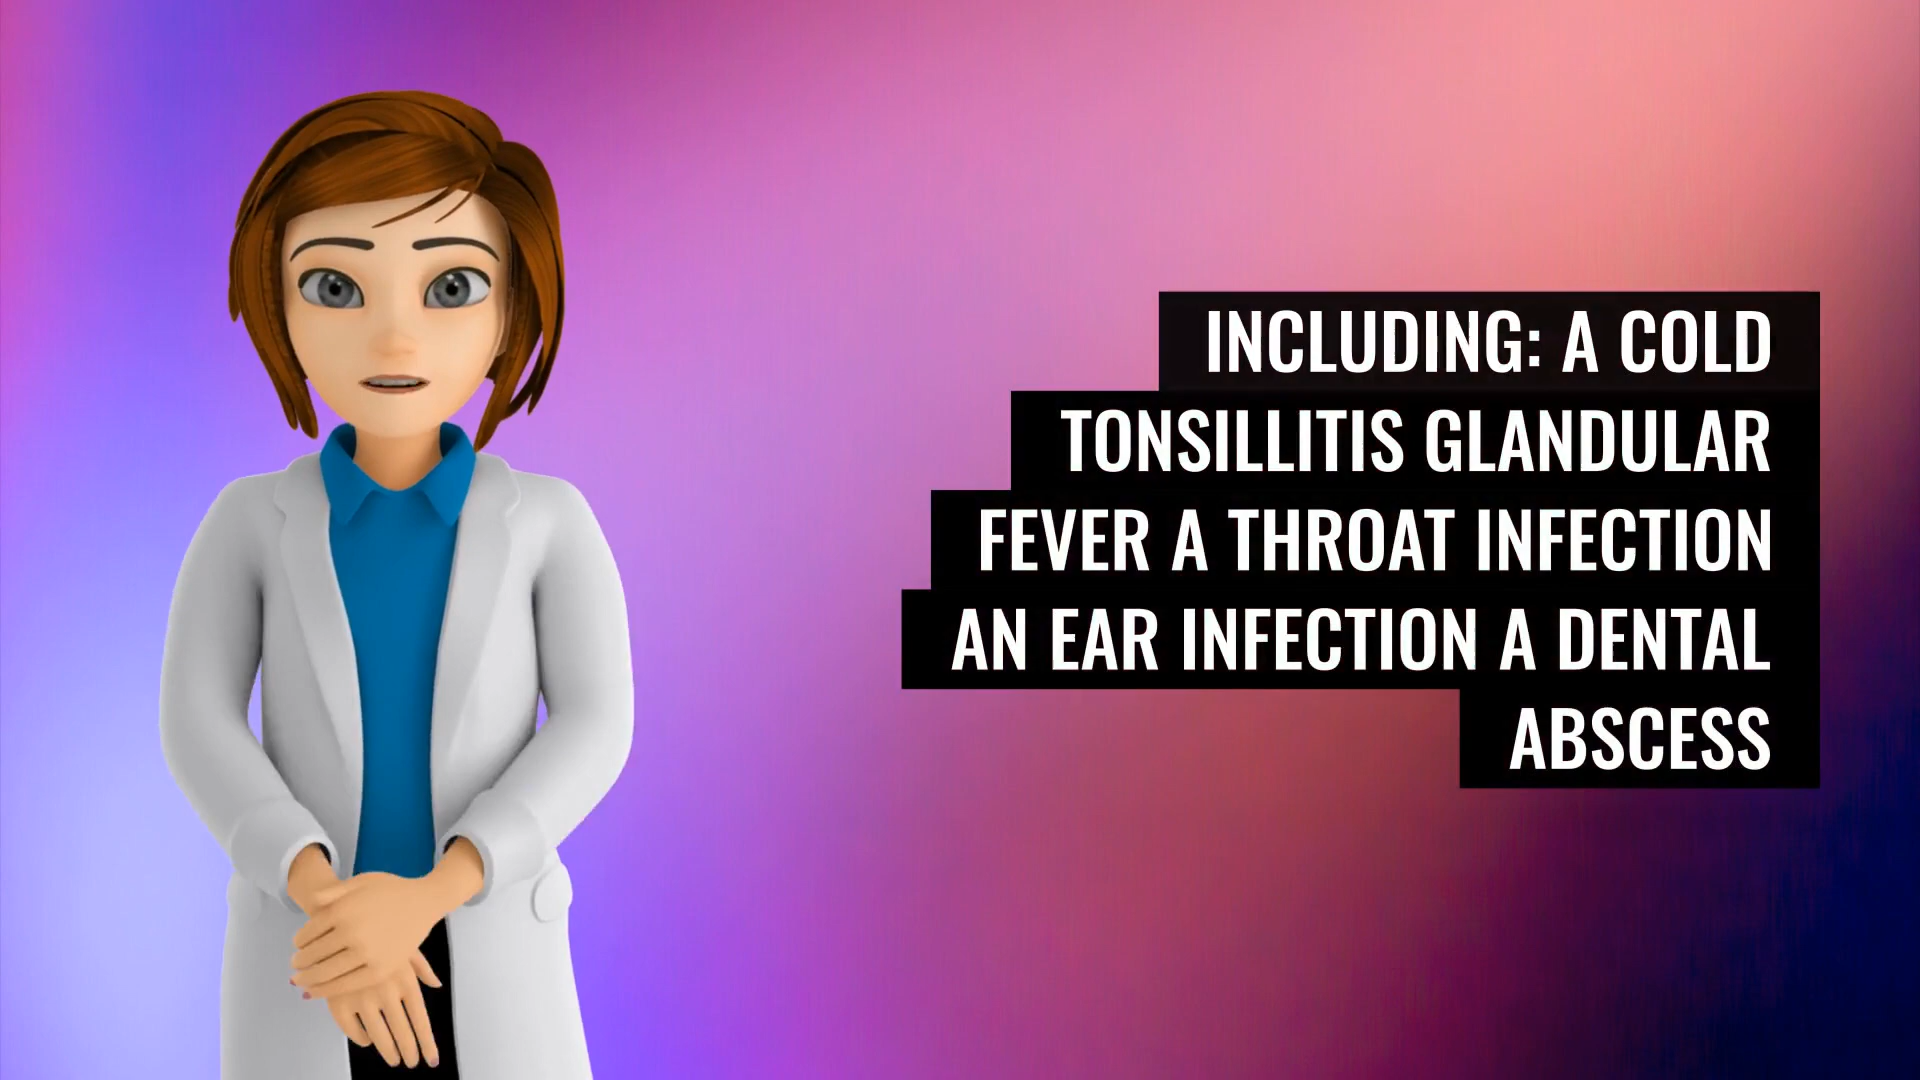 INCLUDING: A COLD
TONSILLITIS GLANDULAR
FEVER A THROAT INFECTION
AN EAR INFECTION A DENTAL
ABSCESS